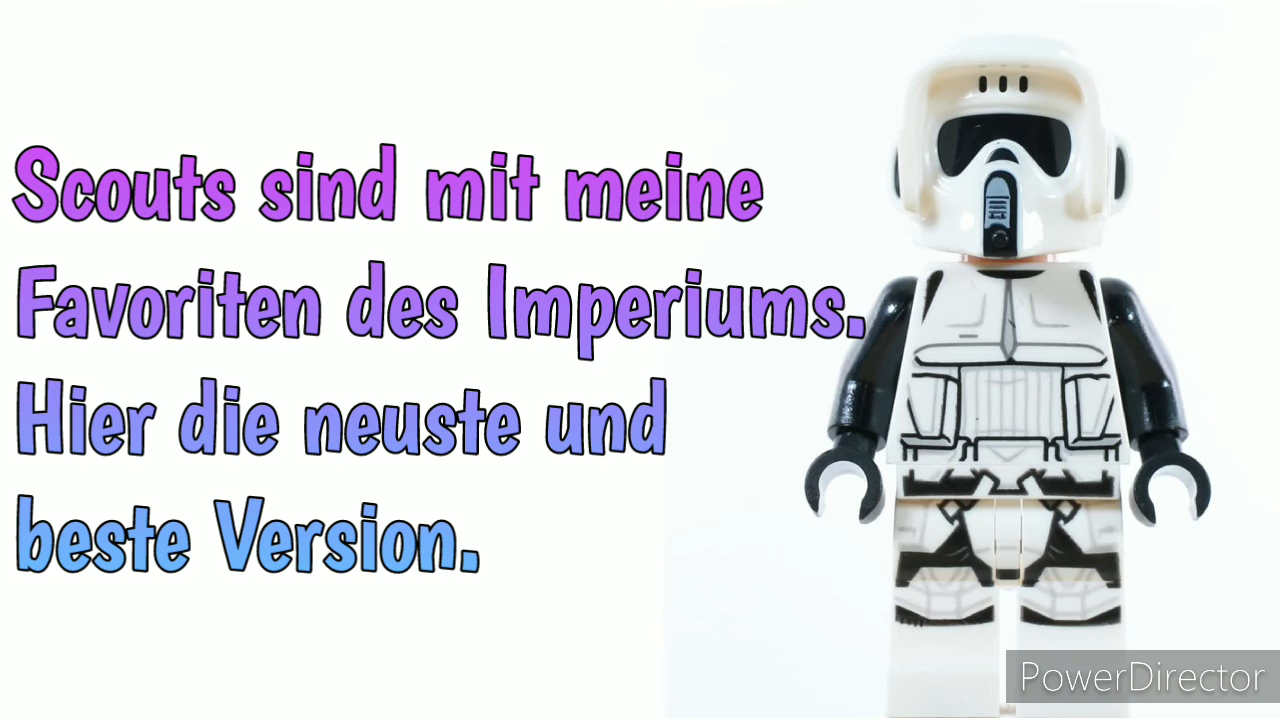 Scouts sind mit meine
Favoriten des Imperiums.
Hier die neuste und
beste Version.
PowerDirector